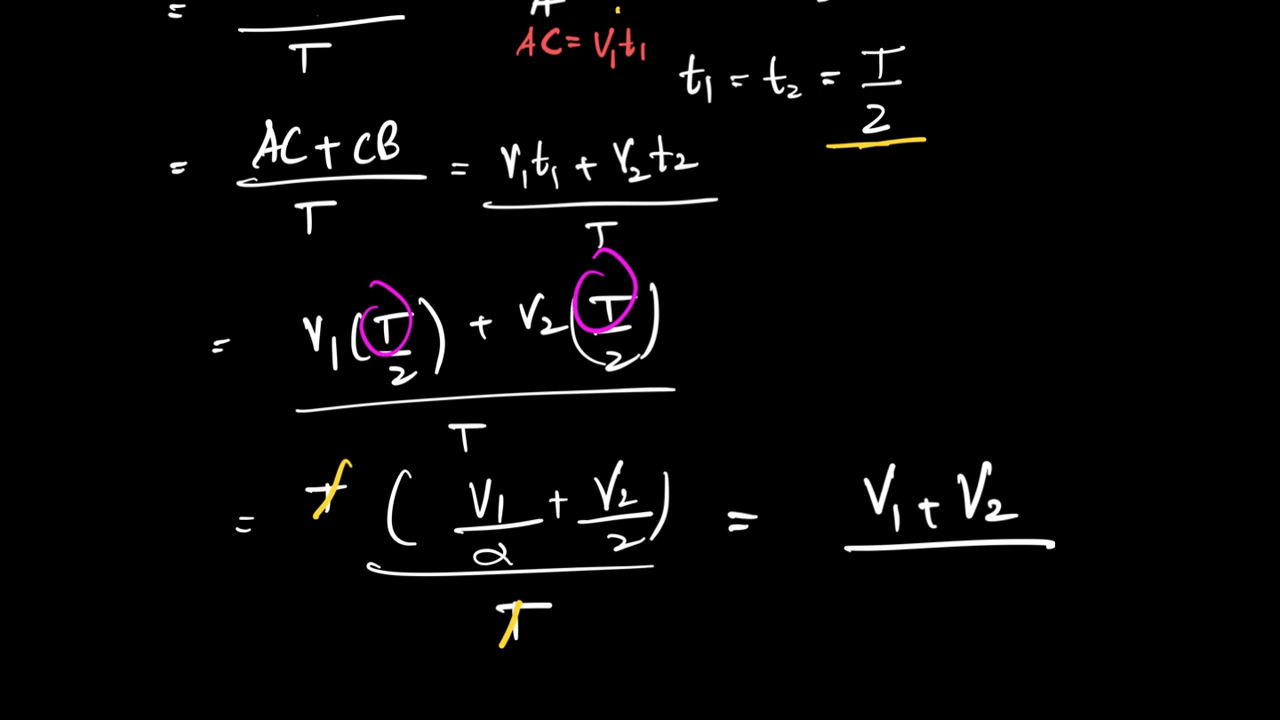 = ― / T
AC = V₁t₁
t₁ = t₂ = T/2
= (AC + CB)/T = (V₁t₁ + V₂t₂)/T
= (V₁(T/2) + V₂(T/2))/T
= T(V₁/2 + V₂/2)/T = V₁ + V₂